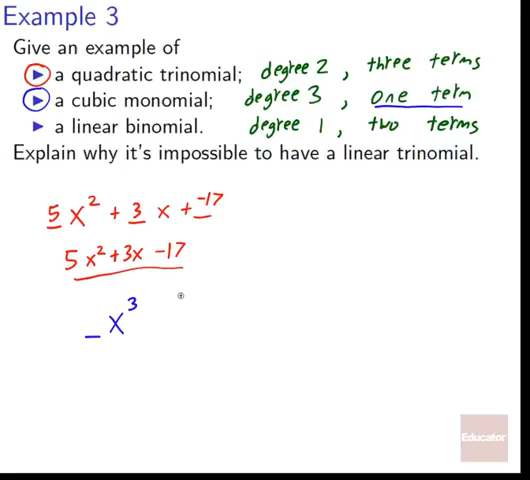 Example 3
Give an example of
▶ a quadratic trinomial; degree 2, three terms
▶ a cubic monomial; degree 3, one term
▶ a linear binomial. degree 1, two terms
Explain why it's impossible to have a linear trinomial.
5 x² + 3 x + -17
5x² + 3x - 17
_ x³
Educator